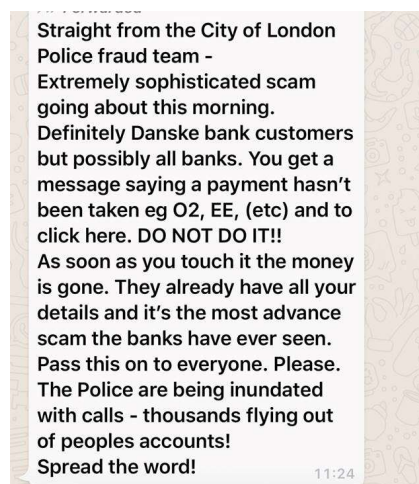 Forwarded
Straight from the City of London
Police fraud team -
Extremely sophisticated scam
going about this morning.
Definitely Danske bank customers
but possibly all banks. You get a
message saying a payment hasn’t
been taken eg O2, EE, (etc) and to
click here. DO NOT DO IT!!
As soon as you touch it the money
is gone. They already have all your
details and it’s the most advance
scam the banks have ever seen.
Pass this on to everyone. Please.
The Police are being inundated
with calls - thousands flying out
of peoples accounts!
Spread the word!
11:24